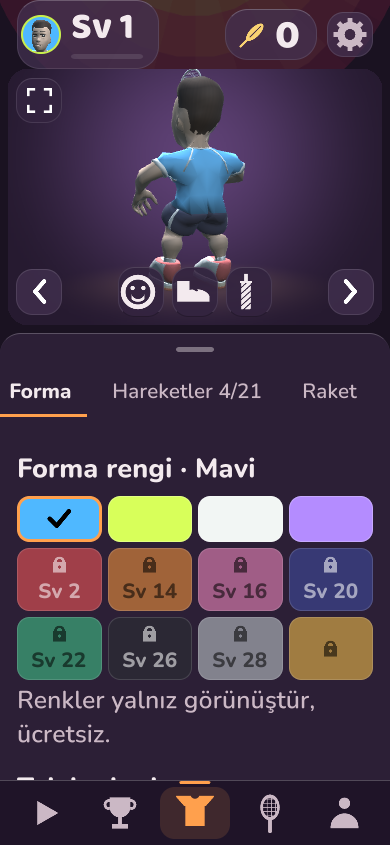 Sv 1
0
Forma
Hareketler 4/21
Raket
Forma rengi · Mavi
Sv 2
Sv 14
Sv 16
Sv 20
Sv 22
Sv 26
Sv 28
Renkler yalnız görünüştür,
ücretsiz.